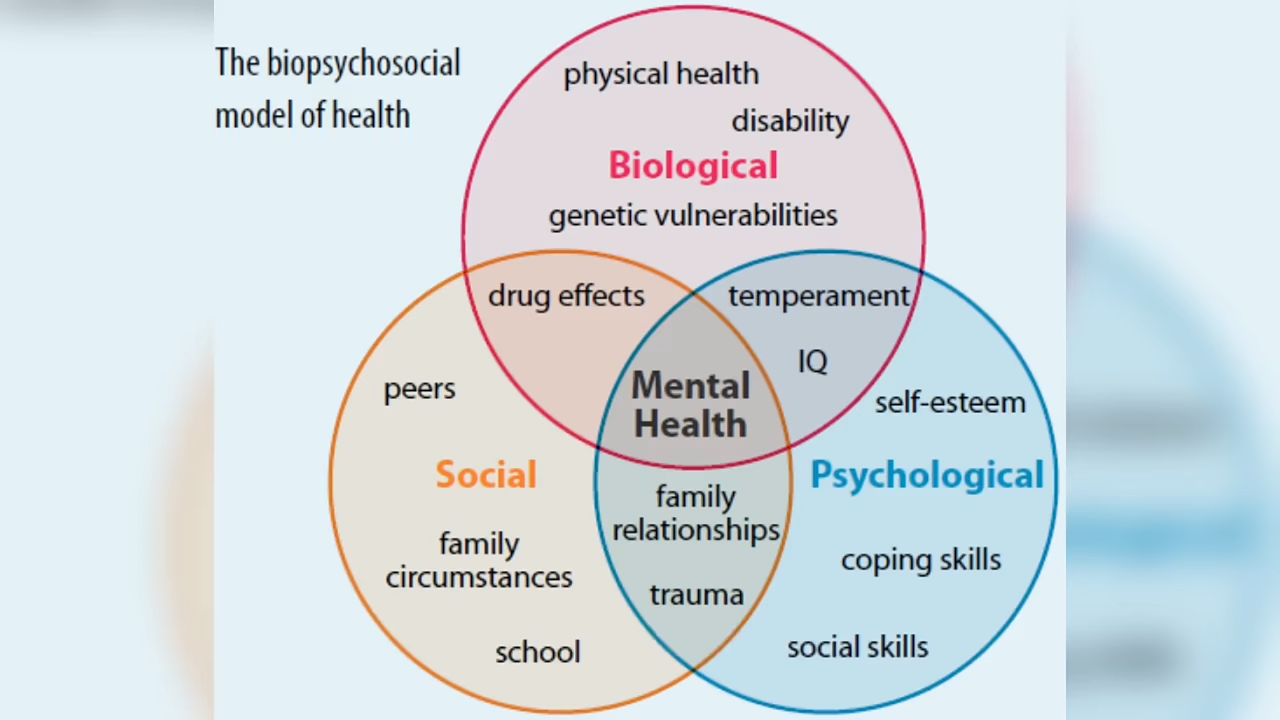 The biopsychosocial
model of health
physical health
disability
Biological
genetic vulnerabilities
drug effects
temperament
IQ
peers
Mental
Health
self-esteem
Social
Psychological
family
relationships
family
circumstances
coping skills
trauma
school
social skills